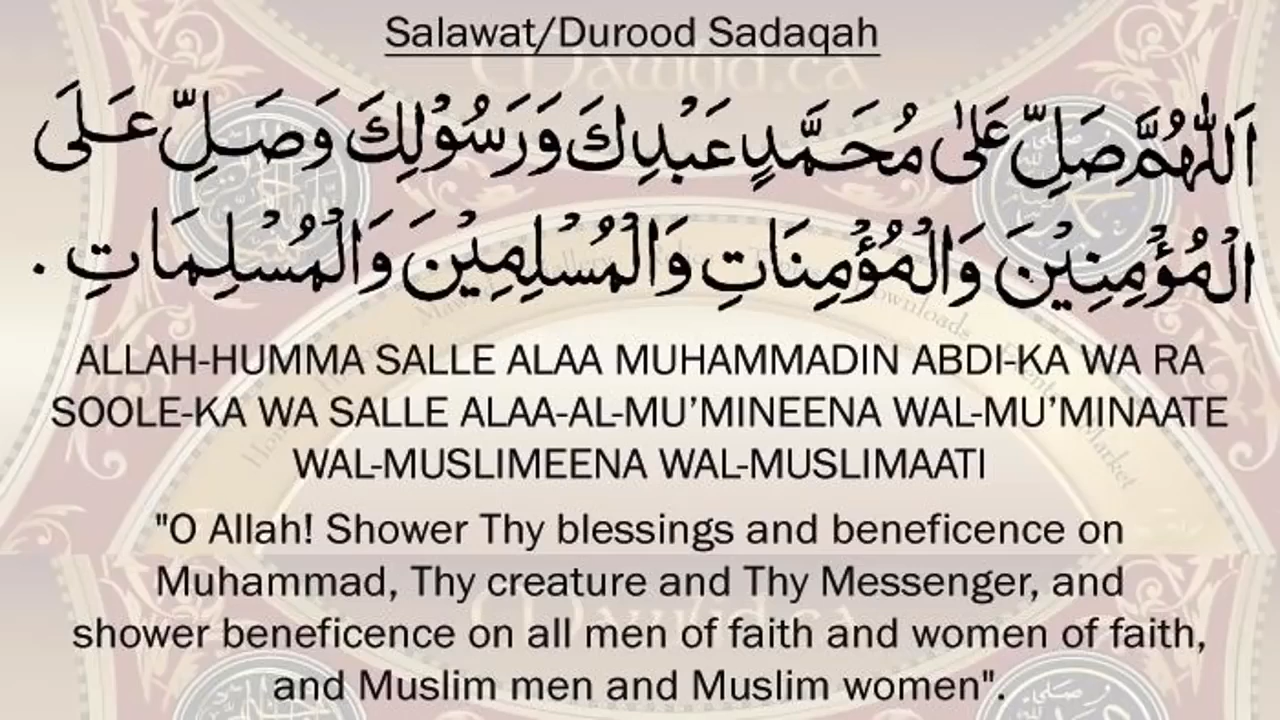 Salawat/Durood Sadaqah
اَللّٰهُمَّ صَلِّ عَلٰى مُحَمَّدٍ عَبْدِكَ وَرَسُوْلِكَ وَصَلِّ عَلَى
الْمُؤْمِنِيْنَ وَالْمُؤْمِنَاتِ وَالْمُسْلِمِيْنَ وَالْمُسْلِمَاتِ .
ALLAH-HUMMA SALLE ALAA MUHAMMADIN ABDI-KA WA RA
SOOLE-KA WA SALLE ALAA-AL-MU’MINEENA WAL-MU’MINAATE
WAL-MUSLIMEENA WAL-MUSLIMAATI
"O Allah! Shower Thy blessings and beneficence on
Muhammad, Thy creature and Thy Messenger, and
shower beneficence on all men of faith and women of faith,
and Muslim men and Muslim women".